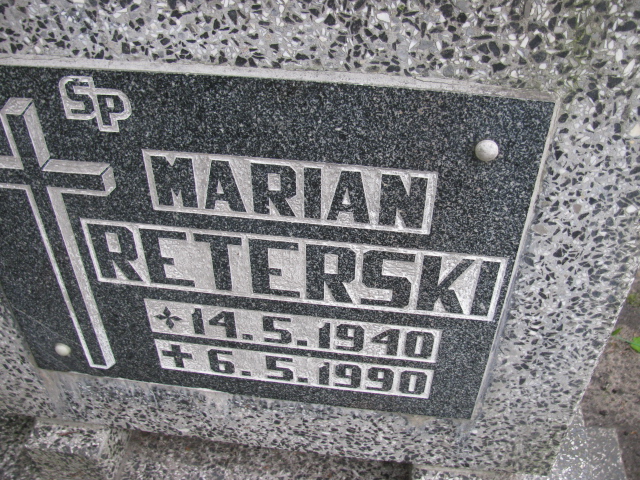 SP
MARIAN
RETERSKI
14.5.1940
6.5.1990